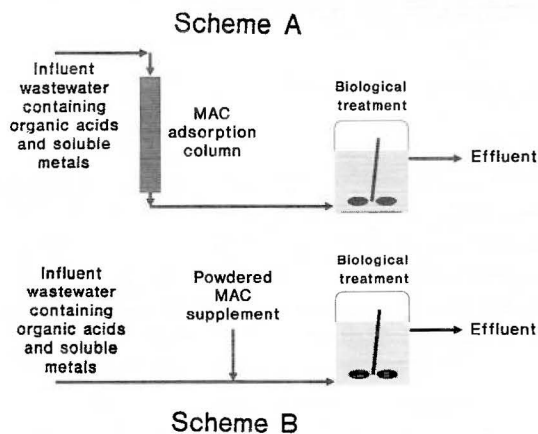 Scheme A
Influent
wastewater
containing
organic acids
and soluble
metals
MAC
adsorption
column
Biological
treatment
Effluent
Influent
wastewater
containing
organic acids
and soluble
metals
Powdered
MAC
supplement
Biological
treatment
Effluent
Scheme B